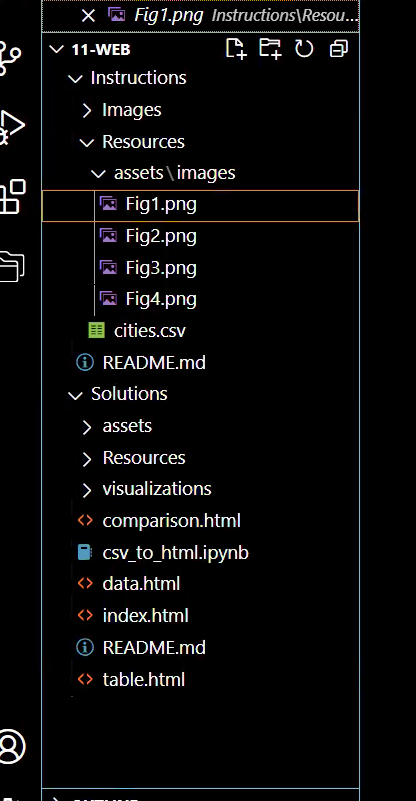 Fig1.png Instructions\Resou...
11-WEB
Instructions
Images
Resources
assets\images
Fig1.png
Fig2.png
Fig3.png
Fig4.png
cities.csv
README.md
Solutions
assets
Resources
visualizations
comparison.html
csv_to_html.ipynb
data.html
index.html
README.md
table.html